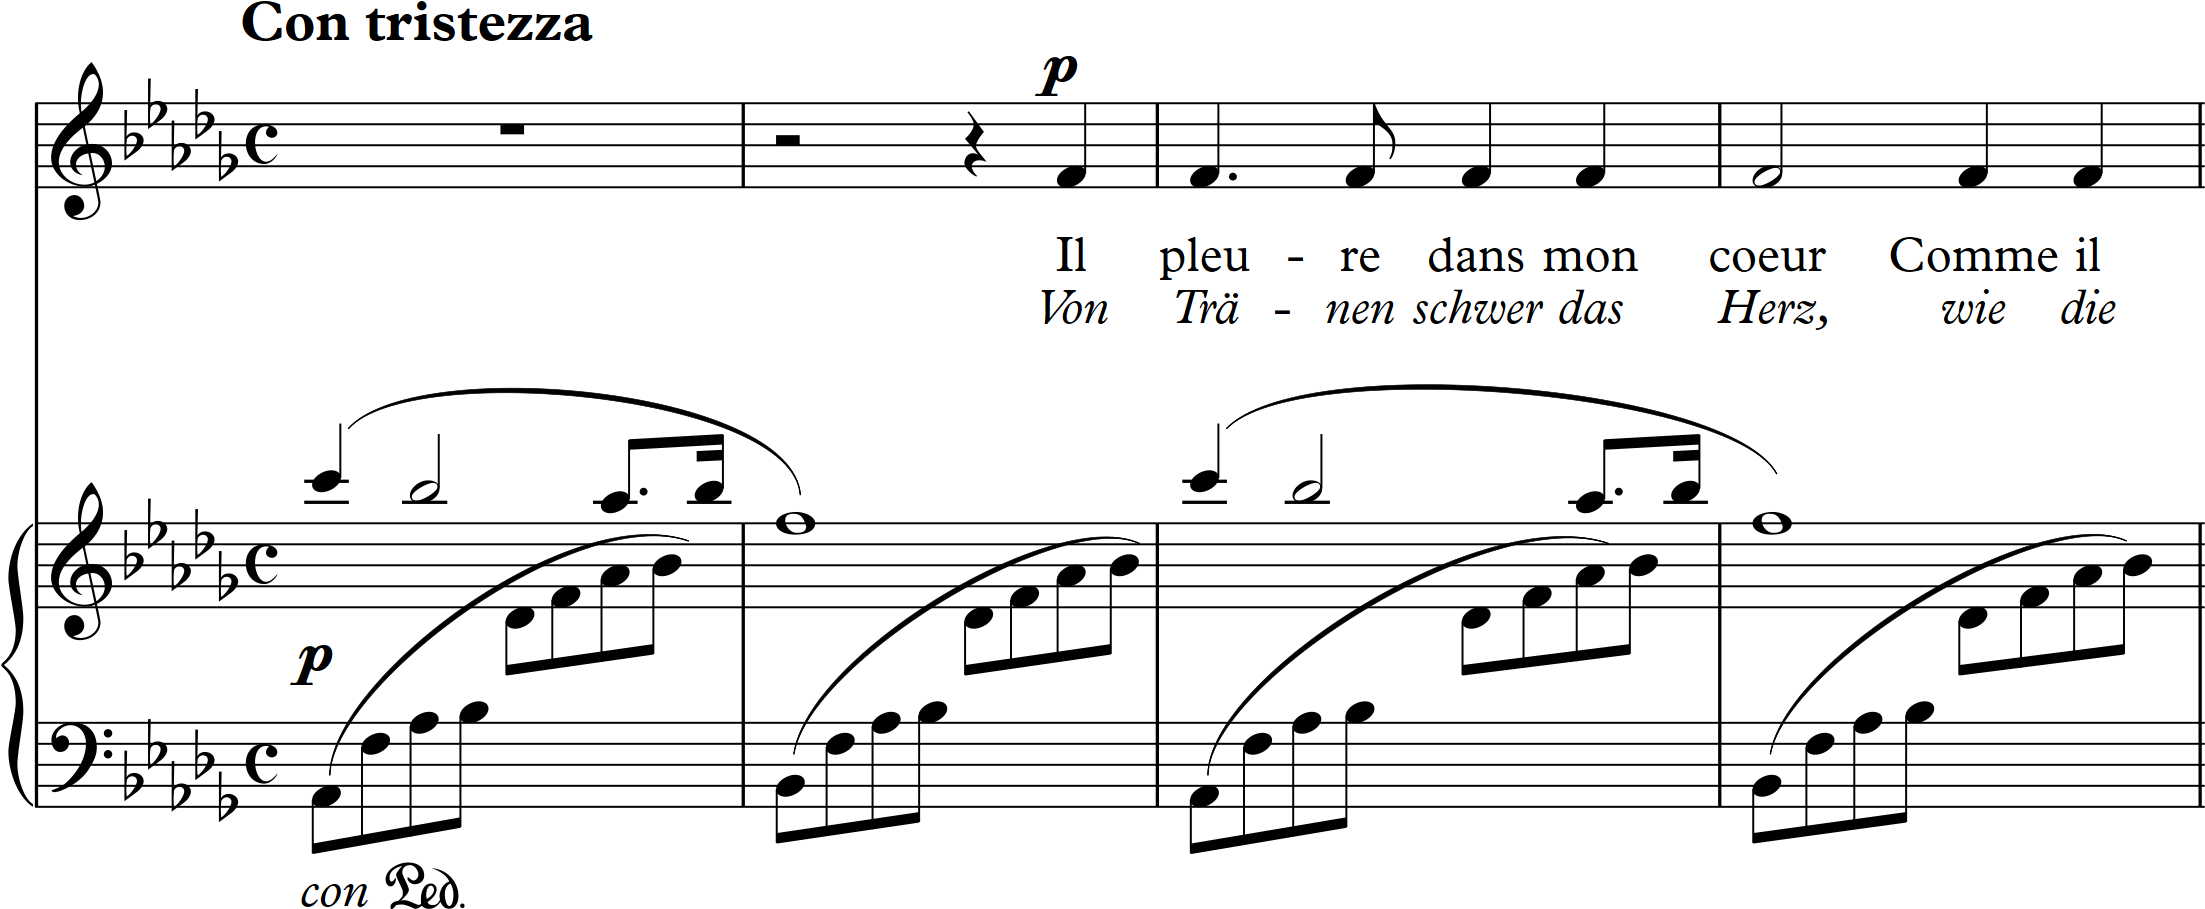 Con tristezza
p
Il pleu - re dans mon coeur Comme il
Von Trä - nen schwer das Herz, wie die
p
con Ped.